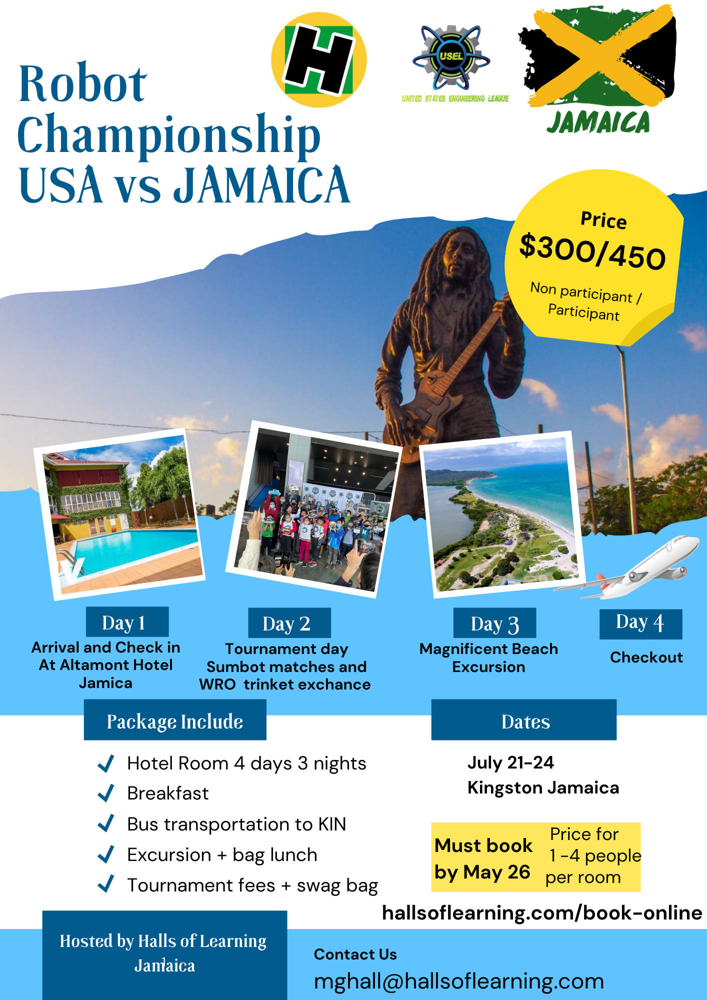 Robot
Championship
USA vs JAMAICA
H
USEL
UNITED STATES ENGINEERING LEAGUE
JAMAICA
Price
$300/450
Non participant /
Participant
Day 1
Arrival and Check in
At Altamont Hotel
Jamica
Day 2
Tournament day
Sumbot matches and
WRO trinket exchance
Day 3
Magnificent Beach
Excursion
Day 4
Checkout
Package Include
Hotel Room 4 days 3 nights
Breakfast
Bus transportation to KIN
Excursion + bag lunch
Tournament fees + swag bag
Dates
July 21-24
Kingston Jamaica
Must book
by May 26
Price for
1 -4 people
per room
hallsoflearning.com/book-online
Hosted by Halls of Learning
Jamaica
Contact Us
mghall@hallsoflearning.com